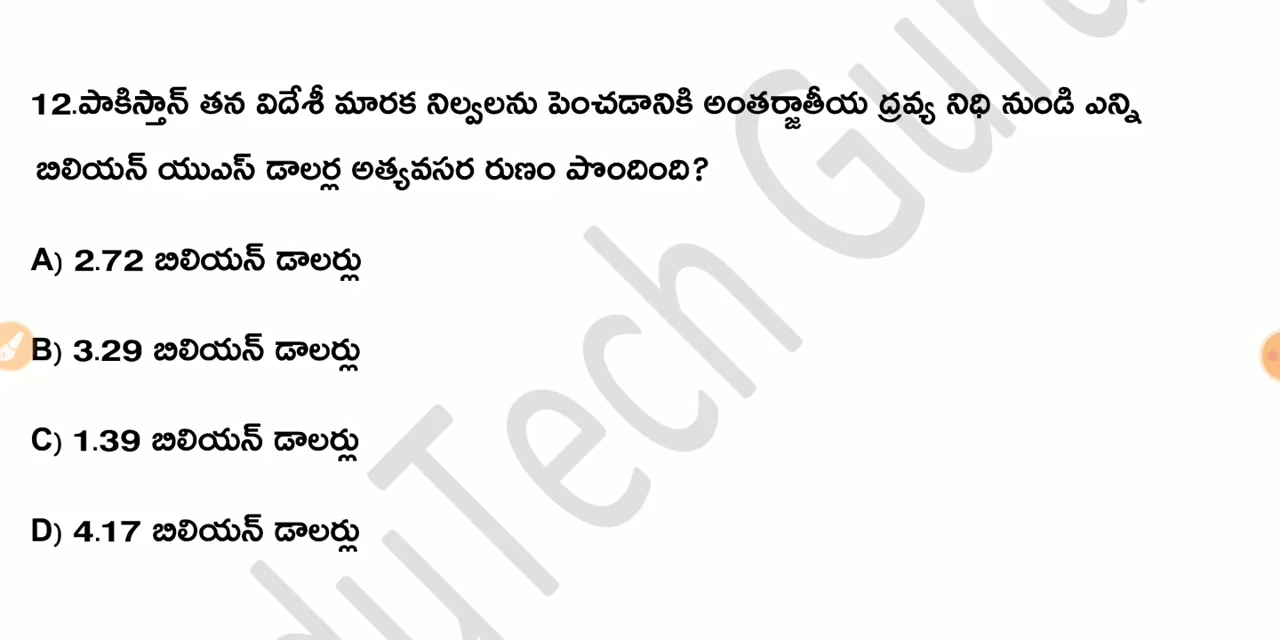 12.పాకిస్తాన్ తన విదేశీ మారక నిల్వలను పెంచడానికి అంతర్జాతీయ ద్రవ్య నిధి నుండి ఎన్ని
బిలియన్ యుఎస్ డాలర్ల అత్యవసర రుణం పొందింది?
A) 2.72 బిలియన్ డాలర్లు
B) 3.29 బిలియన్ డాలర్లు
C) 1.39 బిలియన్ డాలర్లు
D) 4.17 బిలియన్ డాలర్లు